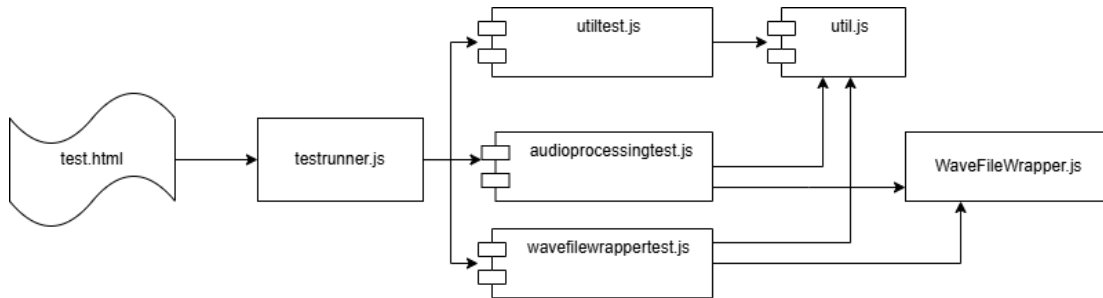 utiltest.js
util.js
test.html
testrunner.js
audioprocessingtest.js
WaveFileWrapper.js
wavefilewrappertest.js